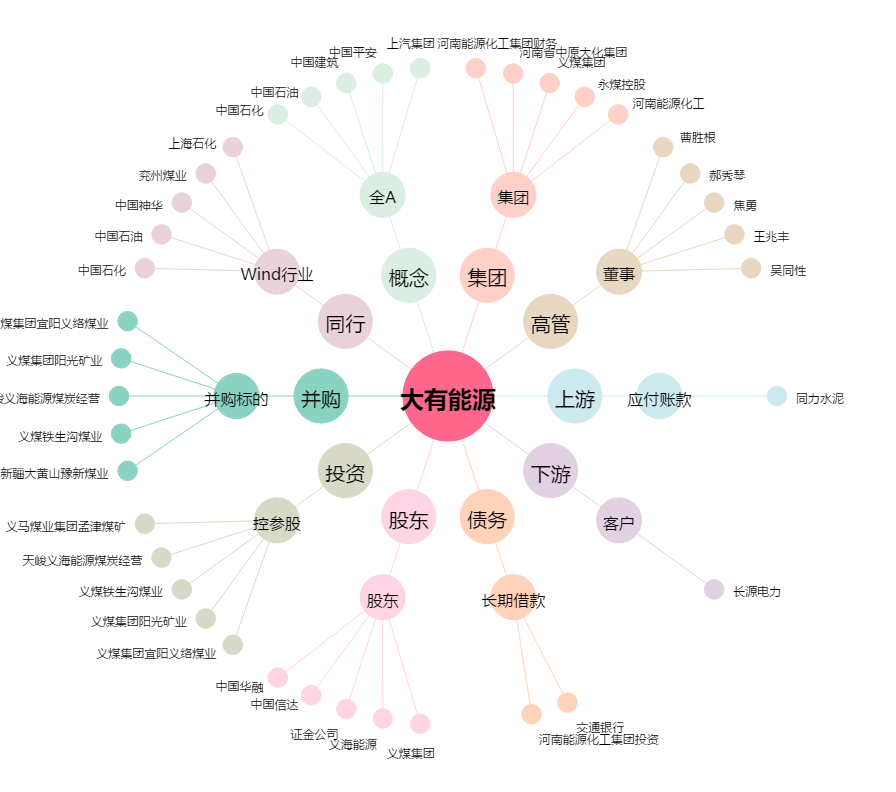 上汽集团
河南能源化工集团财务
中国平安
河南省中原大化集团
中国建筑
义煤集团
中国石油
永煤控股
中国石化
河南能源化工
上海石化
曹胜根
兖州煤业
郝秀琴
中国神华
焦勇
中国石油
王兆丰
中国石化
吴同性
全A
集团
Wind行业
董事
概念
集团
同行
高管
煤集团宜阳义络煤业
义煤集团阳光矿业
峻义海能源煤炭经营
义煤铁生沟煤业
新疆大黄山豫新煤业
并购标的
并购
大有能源
上游
应付账款
同力水泥
投资
下游
控参股
股东
债务
客户
义马煤业集团孟津煤矿
天峻义海能源煤炭经营
义煤铁生沟煤业
义煤集团阳光矿业
义煤集团宜阳义络煤业
长源电力
股东
长期借款
中国华融
中国信达
证金公司
义海能源
义煤集团
交通银行
河南能源化工集团投资